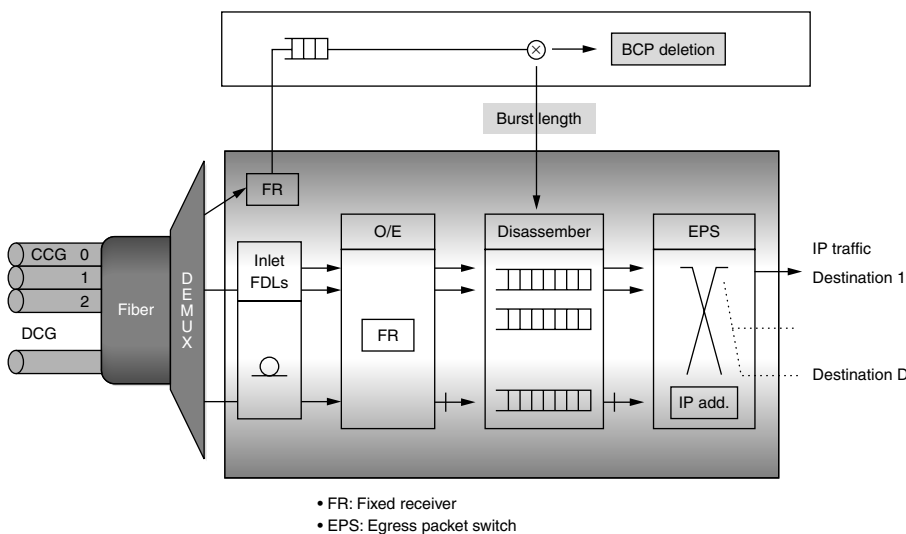 BCP deletion
Burst length
FR
O/E
Disassember
EPS
CCG 0
1
2
DCG
Fiber
DEMUX
Inlet
FDLs
FR
IP add.
IP traffic
Destination 1
Destination D
• FR: Fixed receiver
• EPS: Egress packet switch